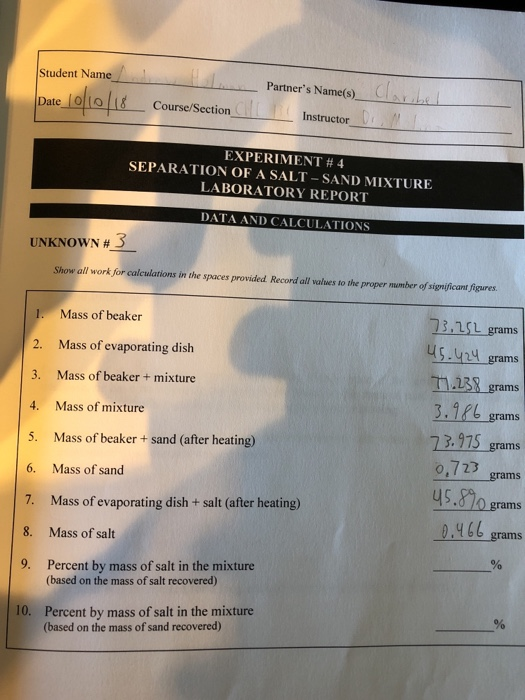 Student Name
Partner's Name(s) Claribel
Date 10/10/18 Course/Section
Instructor Dr.
EXPERIMENT # 4
SEPARATION OF A SALT – SAND MIXTURE
LABORATORY REPORT
DATA AND CALCULATIONS
UNKNOWN # 3
Show all work for calculations in the spaces provided. Record all values to the proper number of significant figures.
1. Mass of beaker 73.252 grams
2. Mass of evaporating dish 45.424 grams
3. Mass of beaker + mixture 77.238 grams
4. Mass of mixture 3.986 grams
5. Mass of beaker + sand (after heating) 73.975 grams
6. Mass of sand 0.723 grams
7. Mass of evaporating dish + salt (after heating) 45.890 grams
8. Mass of salt 0.466 grams
9. Percent by mass of salt in the mixture %
(based on the mass of salt recovered)
10. Percent by mass of salt in the mixture
(based on the mass of sand recovered) %